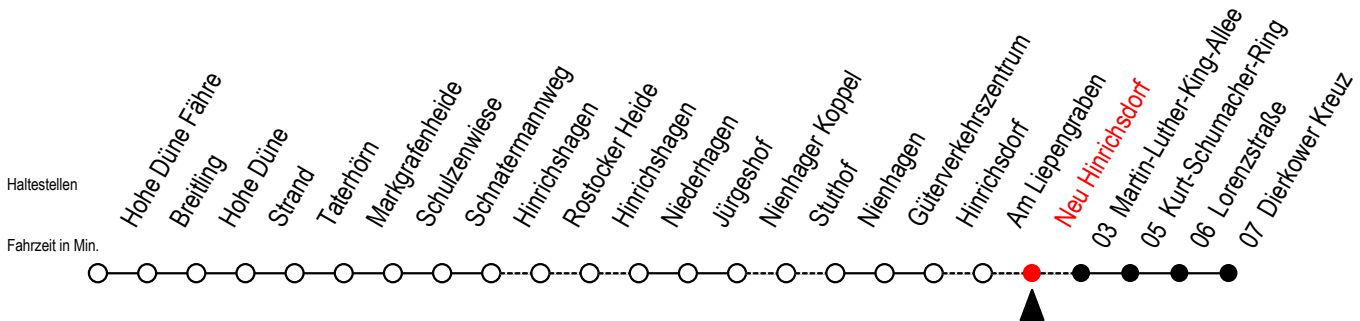 Haltestellen
Fahrzeit in Min.
Hohe Düne Fähre
Breitling
Hohe Düne
Strand
Taterhörn
Markgrafenheide
Schulzenwiese
Schnatermannweg
Hinrichshagen
Rostocker Heide
Hinrichshagen
Niederhagen
Jürgeshof
Nienhager Koppel
Stuthof
Nienhagen
Güterverkehrszentrum
Hinrichsdorf
Am Liepengraben
Neu Hinrichsdorf
03 Martin-Luther-King-Allee
05 Kurt-Schumacher-Ring
06 Lorenzstraße
07 Dierkower Kreuz